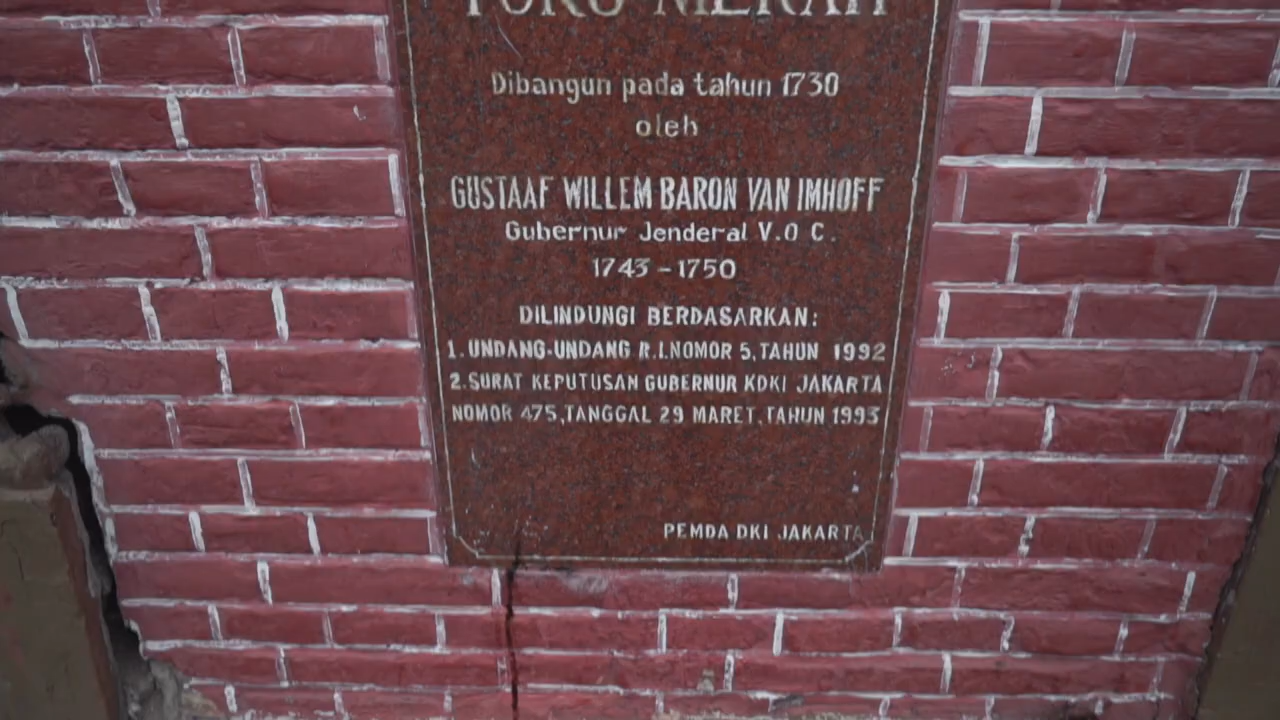 TOKO MERAH
Dibangun pada tahun 1730
oleh
GUSTAAF WILLEM BARON VAN IMHOFF
Gubernur Jenderal V.O C.
1743 - 1750
DILINDUNGI BERDASARKAN:
1. UNDANG-UNDANG R.I.NOMOR 5, TAHUN 1992
2. SURAT KEPUTUSAN GUBERNUR KDKI JAKARTA
NOMOR 475, TANGGAL 29 MARET, TAHUN 1993
PEMDA DKI JAKARTA